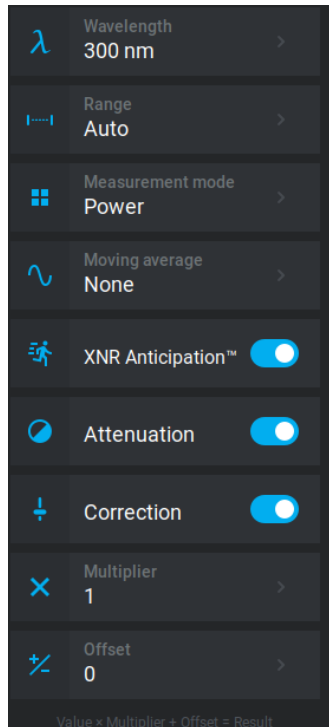 Wavelength
300 nm
Range
Auto
Measurement mode
Power
Moving average
None
XNR Anticipation™
Attenuation
Correction
Multiplier
1
Offset
0
Value × Multiplier + Offset = Result